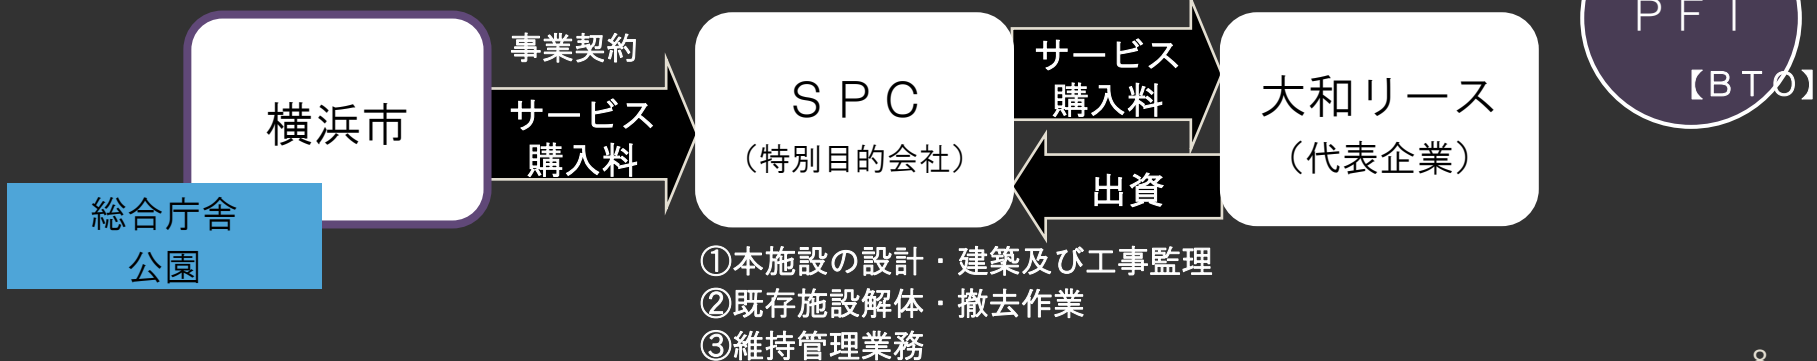 ＰＦＩ
【ＢＴＯ】
事業契約
サービス
購入料
横浜市
総合庁舎
公園
ＳＰＣ
（特別目的会社）
サービス
購入料
出資
大和リース
（代表企業）
①本施設の設計・建築及び工事監理
②既存施設解体・撤去作業
③維持管理業務